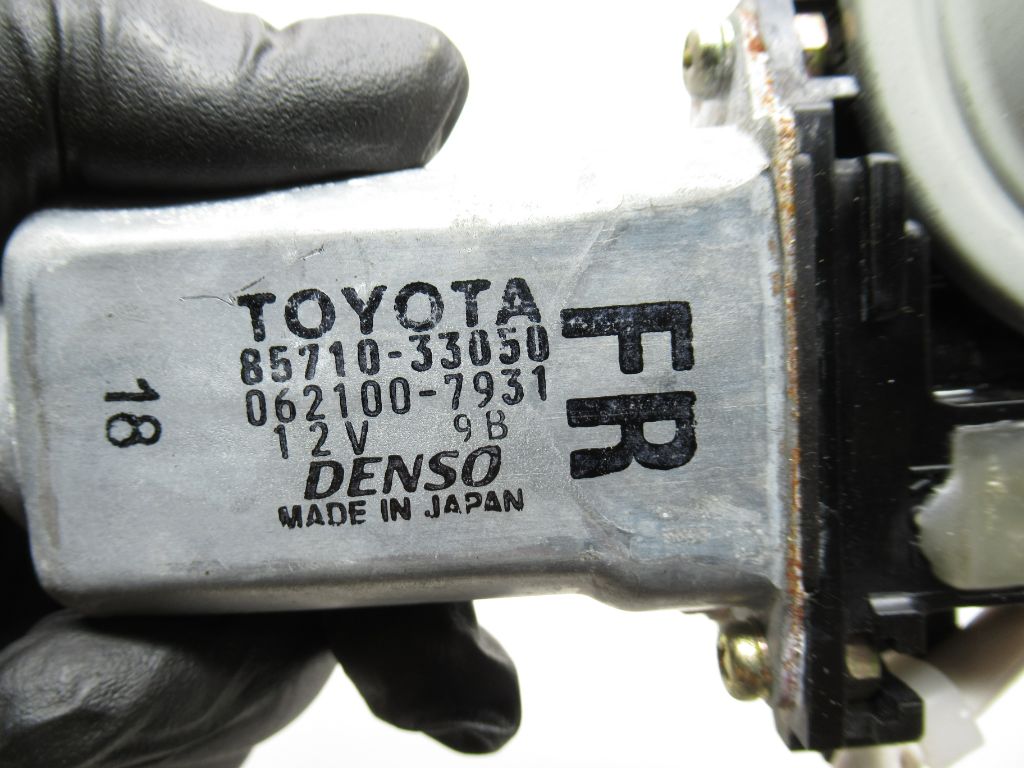 TOYOTA
85710-33050
062100-7931
12V 9B
DENSO
MADE IN JAPAN
FR
18